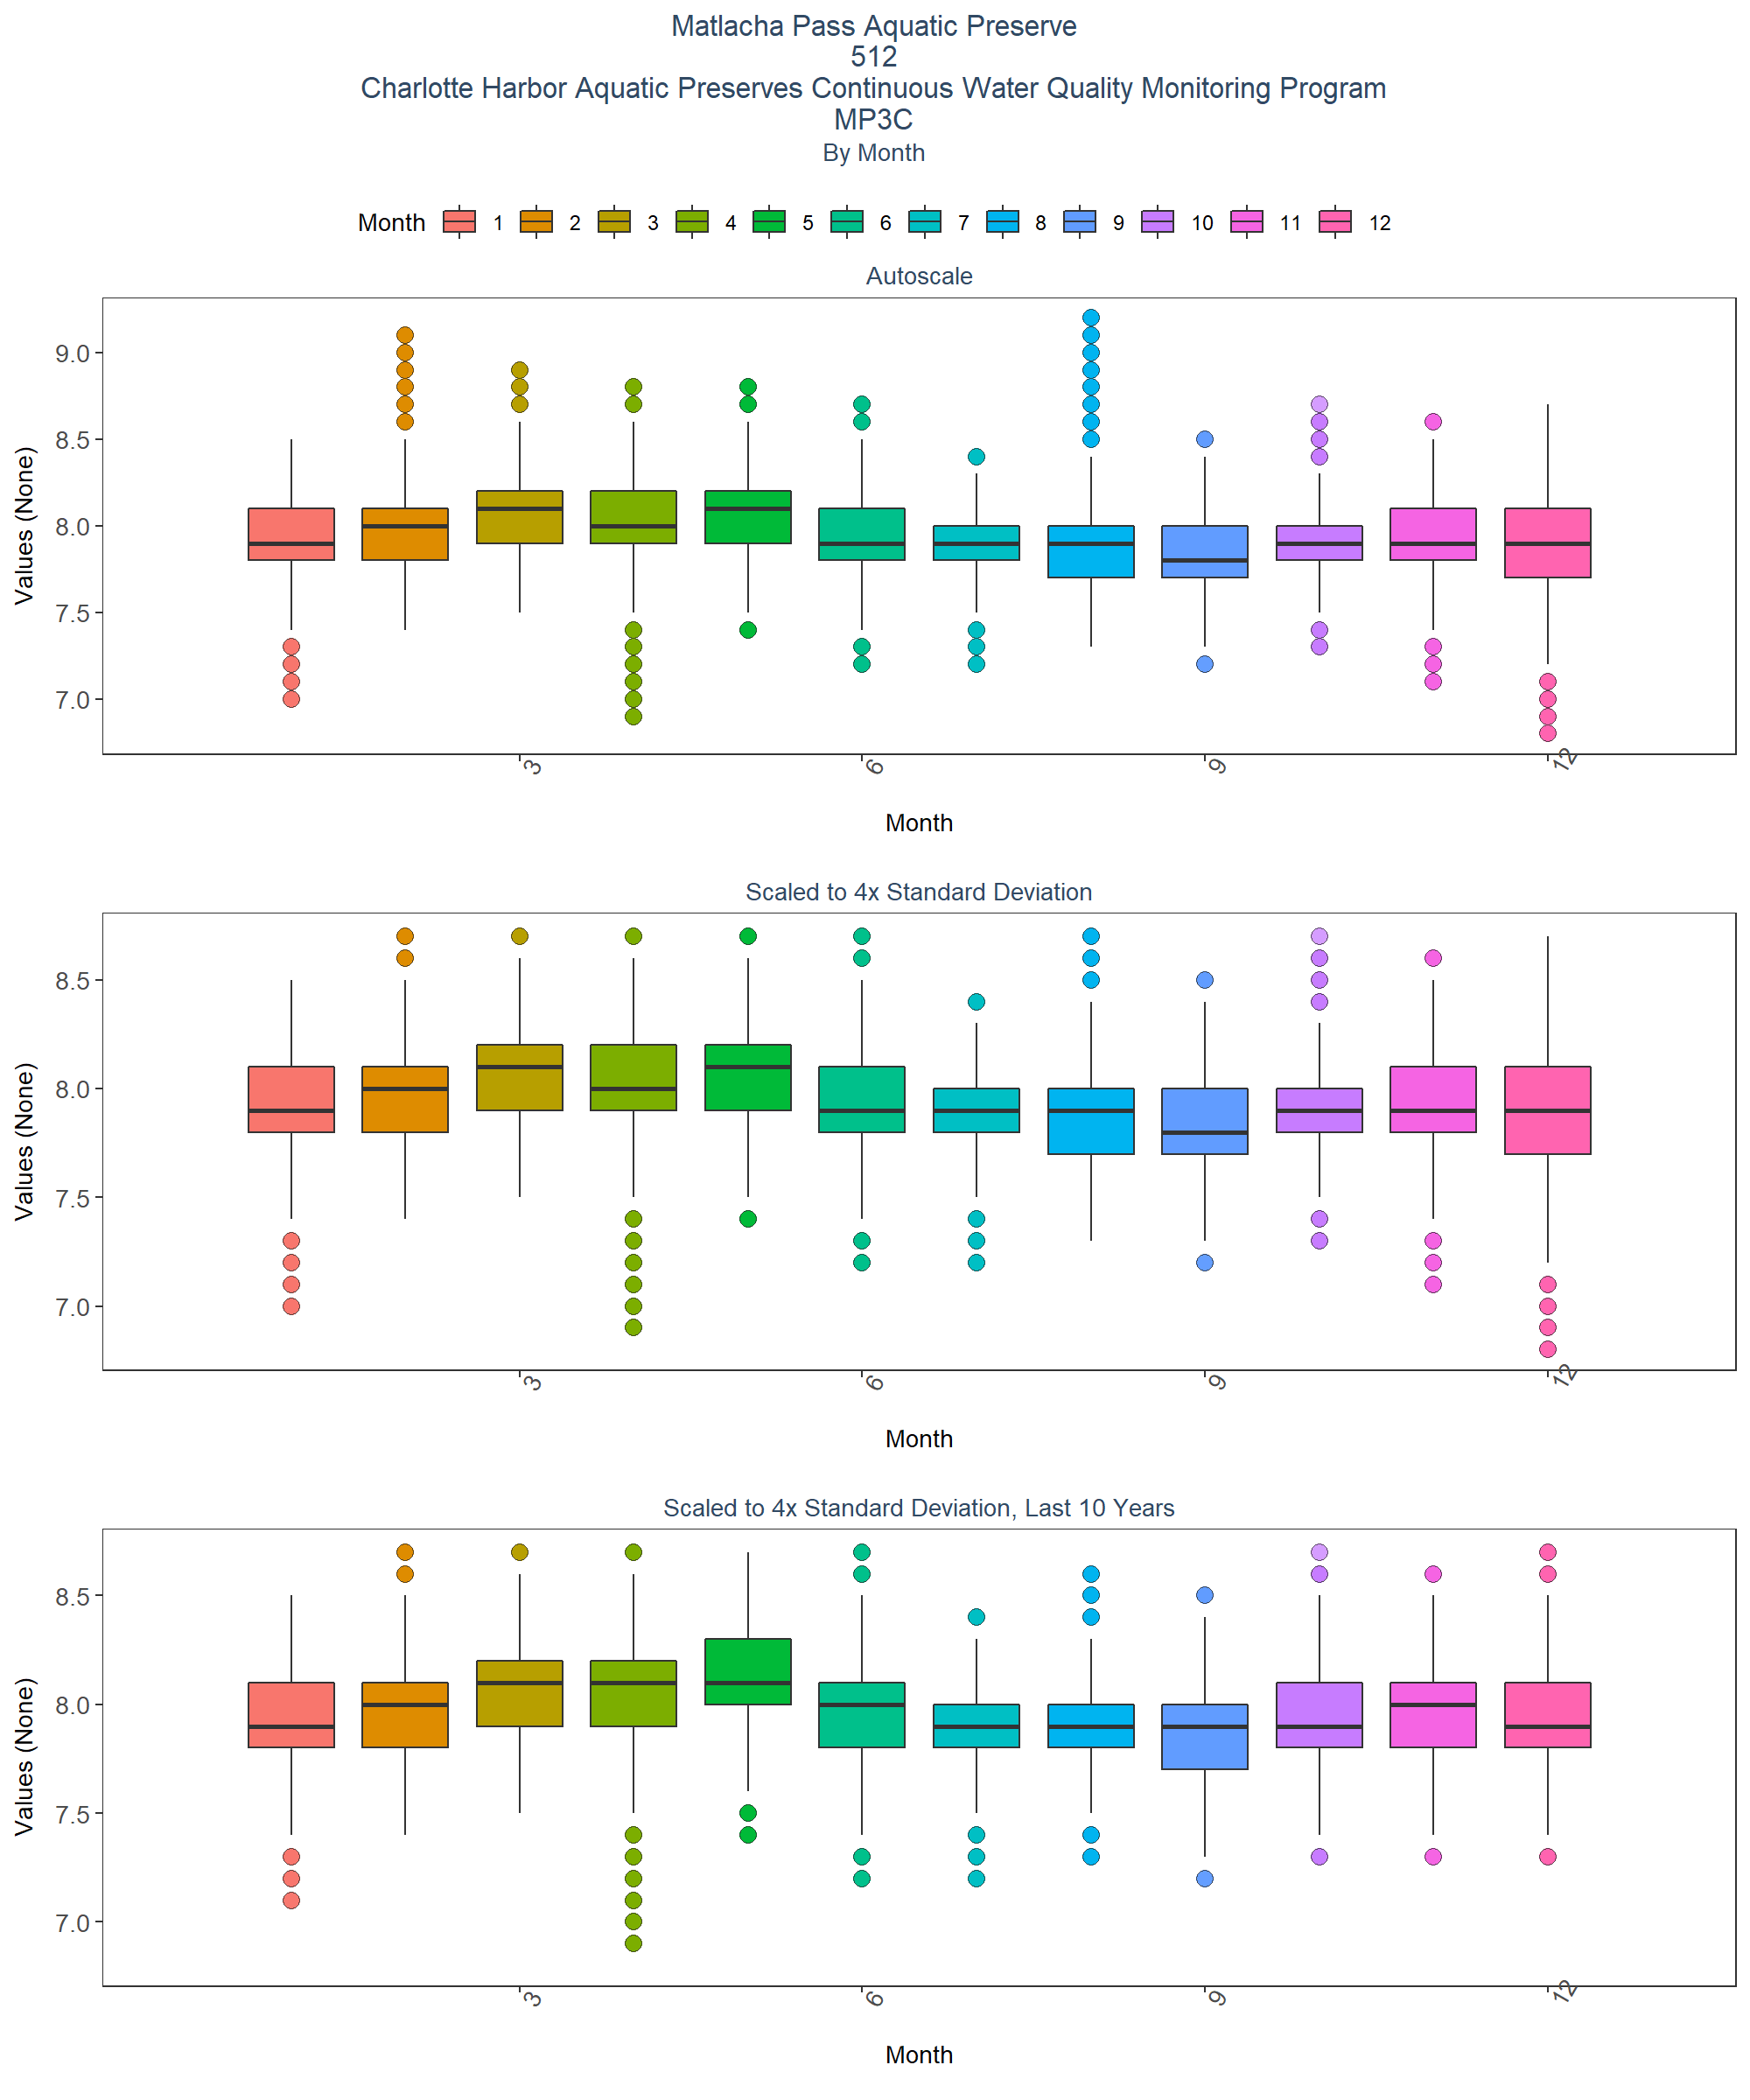 Matlacha Pass Aquatic Preserve
512
Charlotte Harbor Aquatic Preserves Continuous Water Quality Monitoring Program
MP3C
By Month
Month 1 2 3 4 5 6 7 8 9 10 11 12
Autoscale
Values (None)
9.0
8.5
8.0
7.5
7.0
3 6 9 12
Month
Scaled to 4x Standard Deviation
Values (None)
8.5
8.0
7.5
7.0
3 6 9 12
Month
Scaled to 4x Standard Deviation, Last 10 Years
Values (None)
8.5
8.0
7.5
7.0
3 6 9 12
Month